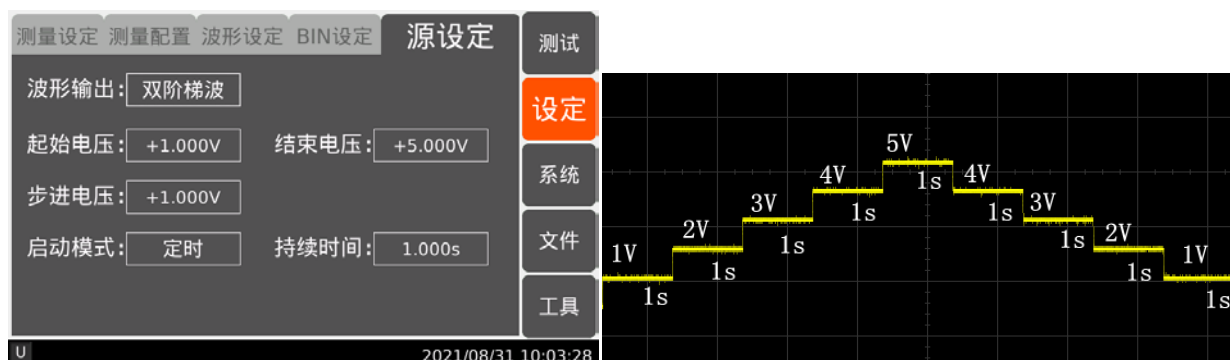 测量设定 测量配置 波形设定 BIN设定 源设定
测试
波形输出: 双阶梯波
设定
起始电压: +1.000V 结束电压: +5.000V
系统
步进电压: +1.000V
启动模式: 定时 持续时间: 1.000s
文件
工具
U 2021/08/31 10:03:28
5V
4V 1s 4V
3V 1s 1s 3V
2V 1s 1s 2V
1V 1s 1s 1V
1s 1s